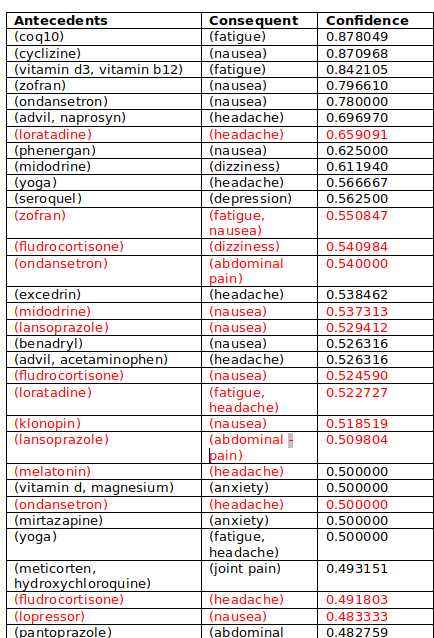 Antecedents Consequent Confidence
(coq10) (fatigue) 0.878049
(cyclizine) (nausea) 0.870968
(vitamin d3, vitamin b12) (fatigue) 0.842105
(zofran) (nausea) 0.796610
(ondansetron) (nausea) 0.780000
(advil, naprosyn) (headache) 0.696970
(loratadine) (headache) 0.659091
(phenergan) (nausea) 0.625000
(midodrine) (dizziness) 0.611940
(yoga) (headache) 0.566667
(seroquel) (depression) 0.562500
(zofran) (fatigue, 0.550847
nausea)
(fludrocortisone) (dizziness) 0.540984
(ondansetron) (abdominal 0.540000
pain)
(excedrin) (headache) 0.538462
(midodrine) (nausea) 0.537313
(lansoprazole) (nausea) 0.529412
(benadryl) (nausea) 0.526316
(advil, acetaminophen) (headache) 0.526316
(fludrocortisone) (nausea) 0.524590
(loratadine) (fatigue, 0.522727
headache)
(klonopin) (nausea) 0.518519
(lansoprazole) (abdominal - 0.509804
pain)
(melatonin) (headache) 0.500000
(vitamin d, magnesium) (anxiety) 0.500000
(ondansetron) (headache) 0.500000
(mirtazapine) (anxiety) 0.500000
(yoga) (fatigue, 0.500000
headache)
(meticorten, (joint pain) 0.493151
hydroxychloroquine)
(fludrocortisone) (headache) 0.491803
(lopressor) (nausea) 0.483333
(pantoprazole) (abdominal 0.482759